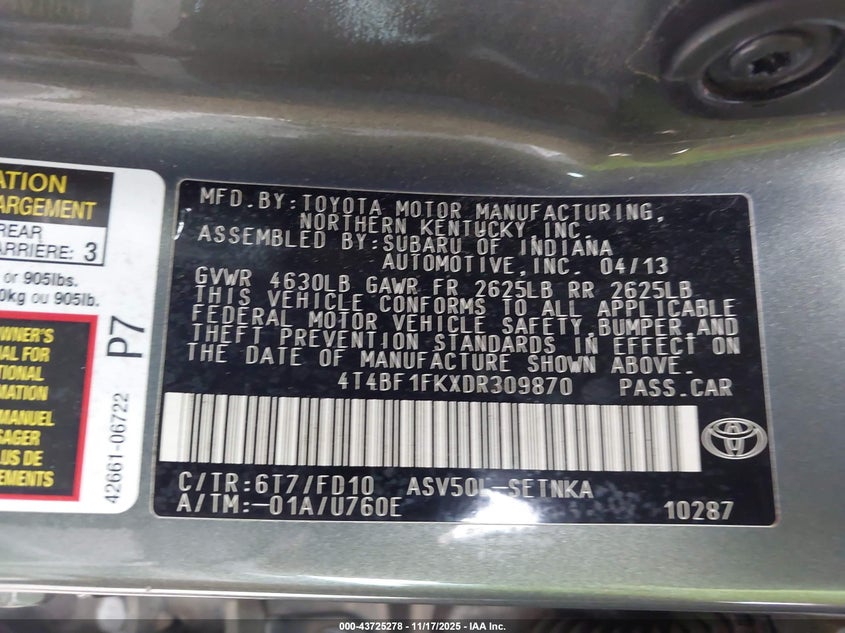 ATION
ARGEMENT
REAR
ARRIÈRE: 3
or 905lbs.
0kg ou 905lb.
OWNER'S
AL FOR
TIONAL
RMATION
MANUEL
SAGER
LUS DE
EMENTS
P7
42661-06722
MFD.BY:TOYOTA MOTOR MANUFACTURING,
NORTHERN KENTUCKY INC.
ASSEMBLED BY:SUBARU OF INDIANA
AUTOMOTIVE,INC. 04/13
GVWR 4630LB GAWR FR 2625LB RR 2625LB
THIS VEHICLE CONFORMS TO ALL APPLICABLE
FEDERAL MOTOR VEHICLE SAFETY,BUMPER AND
THEFT PREVENTION STANDARDS IN EFFECT ON
THE DATE OF MANUFACTURE SHOWN ABOVE.
4T4BF1FKXDR309870 PASS.CAR
C/TR:6T7/FD10 ASV50L-SETNKA
A/TM:-01A/U760E 10287
000-43725278 - 11/17/2025 - IAA Inc.